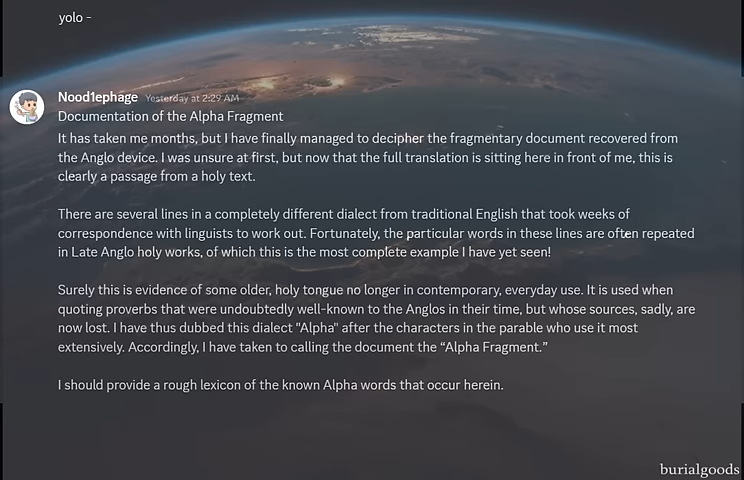 yolo -
Nood1ephage Yesterday at 2:29 AM
Documentation of the Alpha Fragment
It has taken me months, but I have finally managed to decipher the fragmentary document recovered from
the Anglo device. I was unsure at first, but now that the full translation is sitting here in front of me, this is
clearly a passage from a holy text.
There are several lines in a completely different dialect from traditional English that took weeks of
correspondence with linguists to work out. Fortunately, the particular words in these lines are often repeated
in Late Anglo holy works, of which this is the most complete example I have yet seen!
Surely this is evidence of some older, holy tongue no longer in contemporary, everyday use. It is used when
quoting proverbs that were undoubtedly well-known to the Anglos in their time, but whose sources, sadly, are
now lost. I have thus dubbed this dialect "Alpha" after the characters in the parable who use it most
extensively. Accordingly, I have taken to calling the document the “Alpha Fragment.”
I should provide a rough lexicon of the known Alpha words that occur herein.
burialgoods